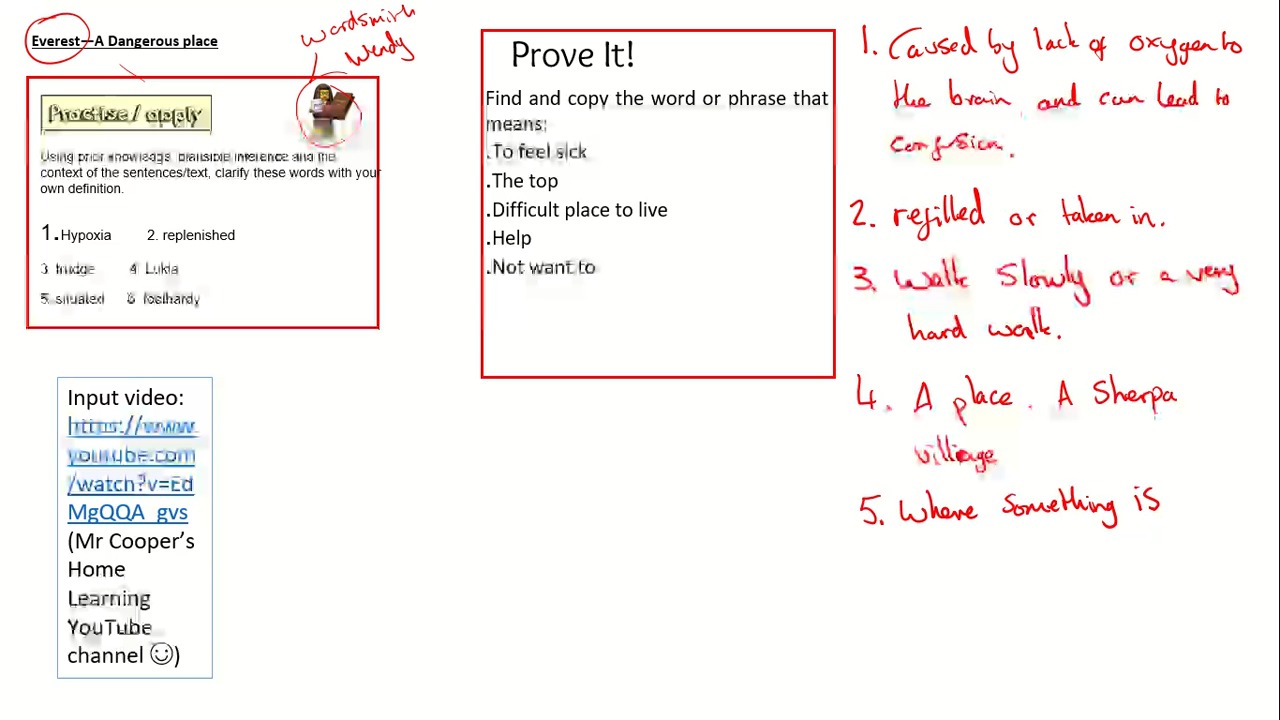 Everest—A Dangerous place
wordsmith
Wendy
Practise / apply
Using prior knowledge, plausible inference and the
context of the sentences/text, clarify these words with your
own definition.
1. Hypoxia 2. replenished
3 trudge 4 Lukla
5. situated 6 foolhardy
Input video:
https://www.
youtube.com
/watch?v=Ed
MgQQA_gvs
(Mr Cooper's
Home
Learning
YouTube
channel ☺)
Prove It!
Find and copy the word or phrase that
means:
.To feel sick
.The top
.Difficult place to live
.Help
.Not want to
1. Caused by lack of oxygen to
the brain and can lead to
confusion.
2. refilled or taken in.
3. Walk slowly or a very
hard walk.
4. A place. A Sherpa
village
5. Where something is